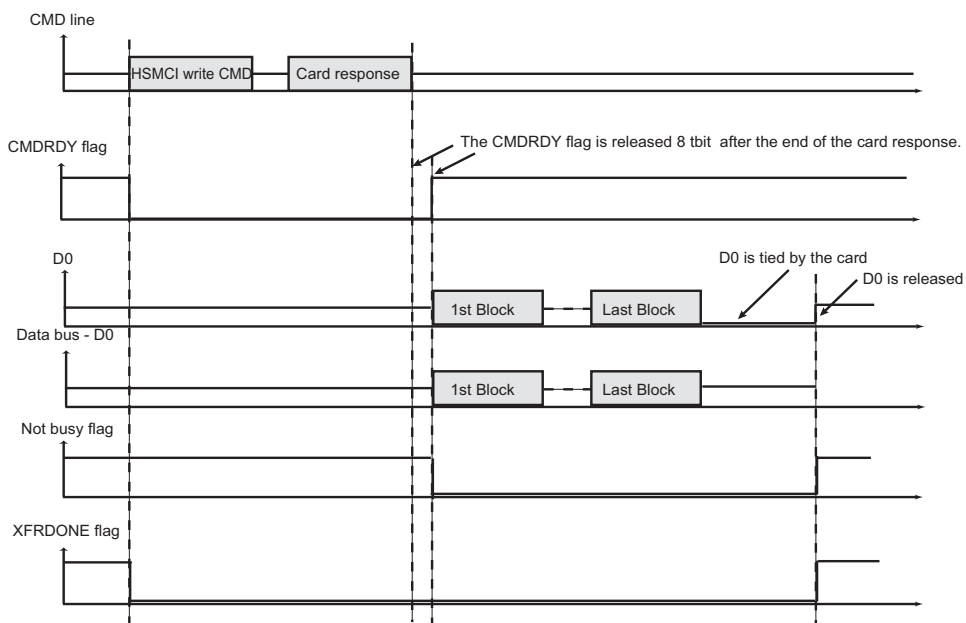 CMD line
HSMCI write CMD
Card response
The CMDRDY flag is released 8 tbit after the end of the card response.
CMDRDY flag
D0 is tied by the card
D0
D0 is released
1st Block
Last Block
Data bus - D0
1st Block
Last Block
Not busy flag
XFRDONE flag